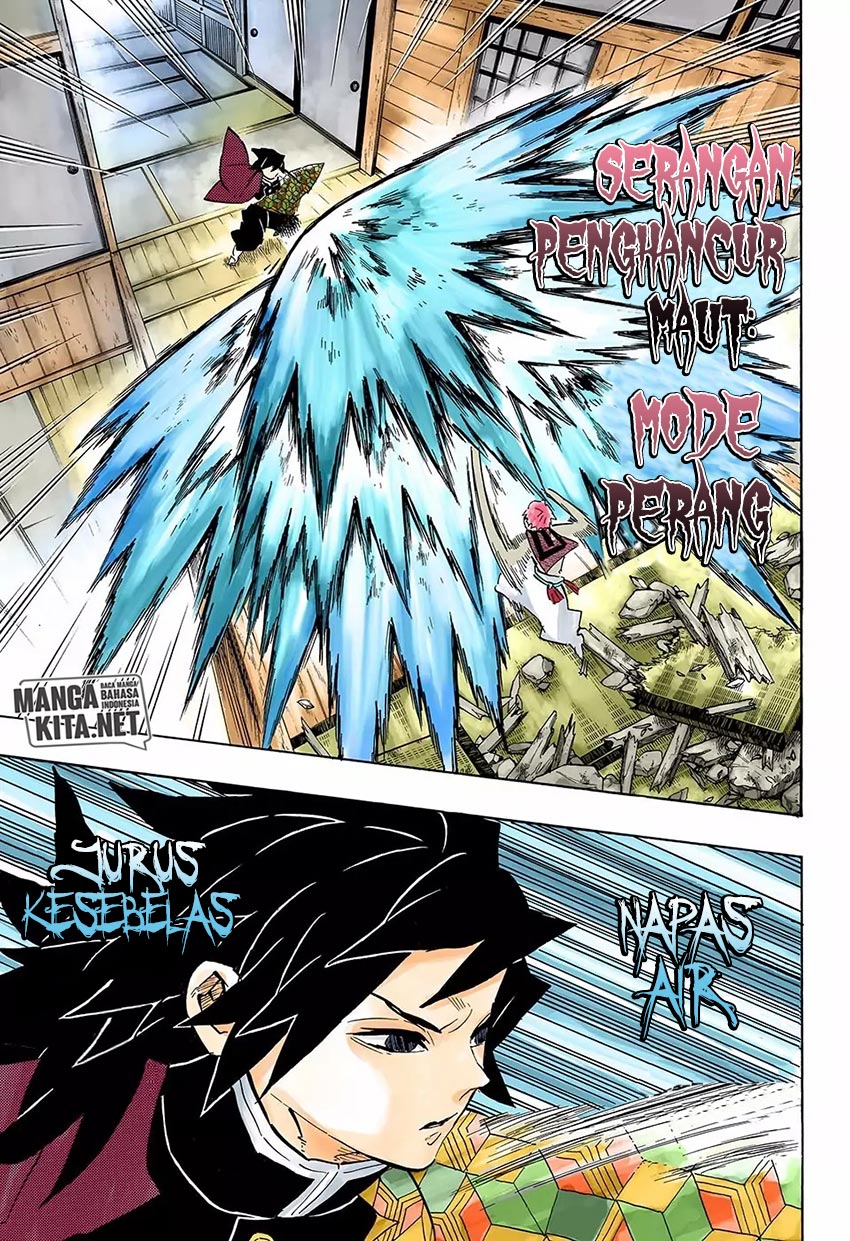 SERANGAN
PENGHANCUR
MAUT:
MODE
PERANG
MANGA
KITA.NET
BACA MANGA
BAHASA
INDONESIA
NAPAS
AIR
JURUS
KESEBELAS